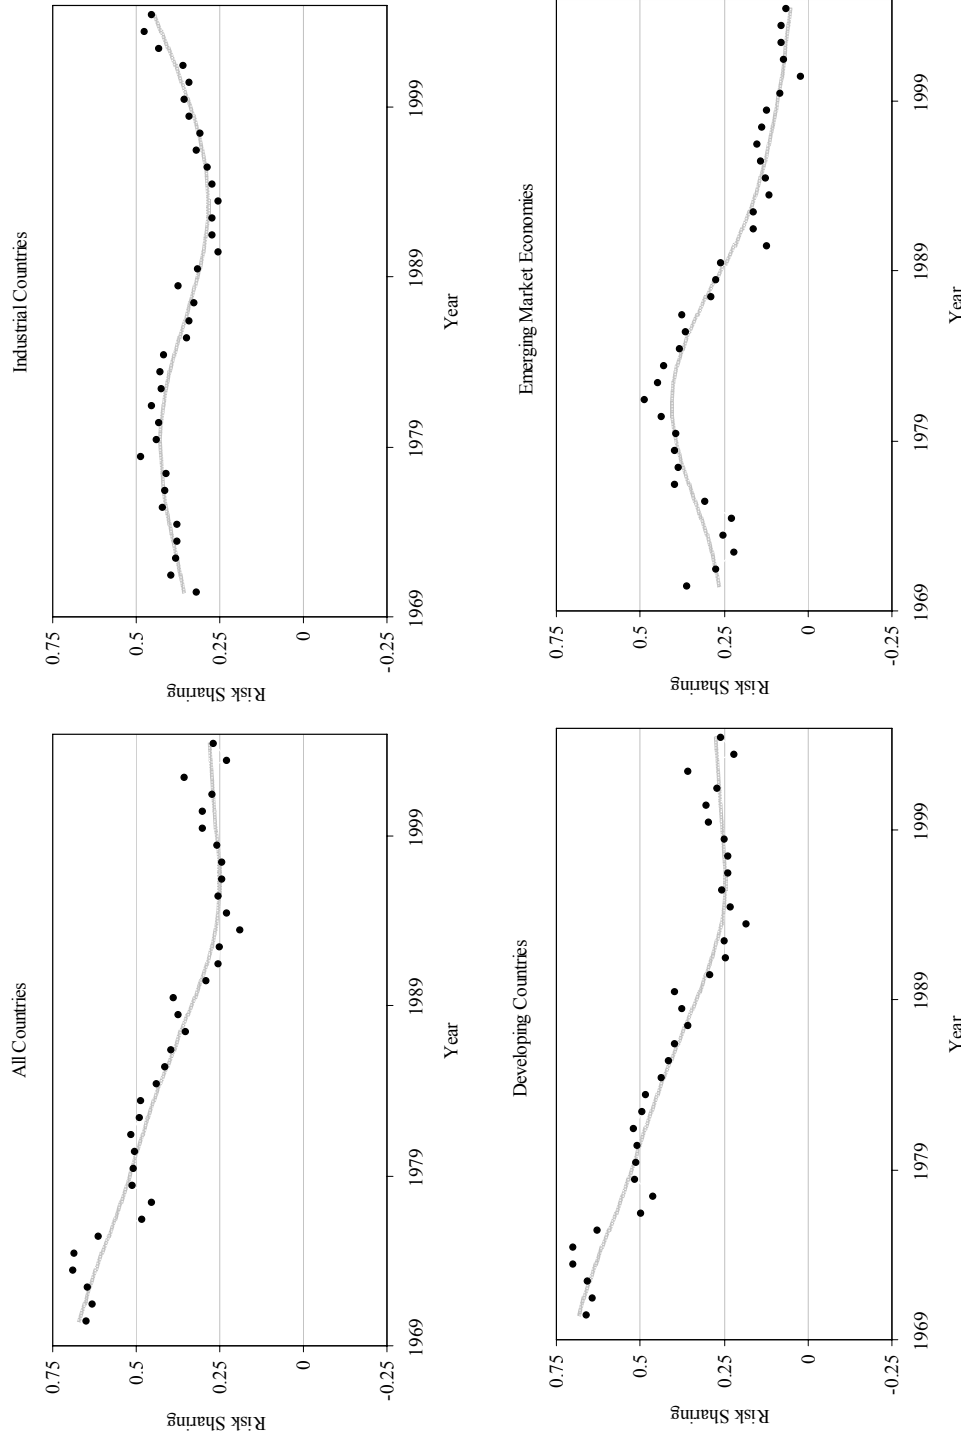 All Countries
Risk Sharing
0.75
0.5
0.25
0
-0.25
1969 1979 1989 1999
Year
Industrial Countries
Risk Sharing
0.75
0.5
0.25
0
-0.25
1969 1979 1989 1999
Year
Developing Countries
Risk Sharing
0.75
0.5
0.25
0
-0.25
1969 1979 1989 1999
Year
Emerging Market Economies
Risk Sharing
0.75
0.5
0.25
0
-0.25
1969 1979 1989 1999
Year